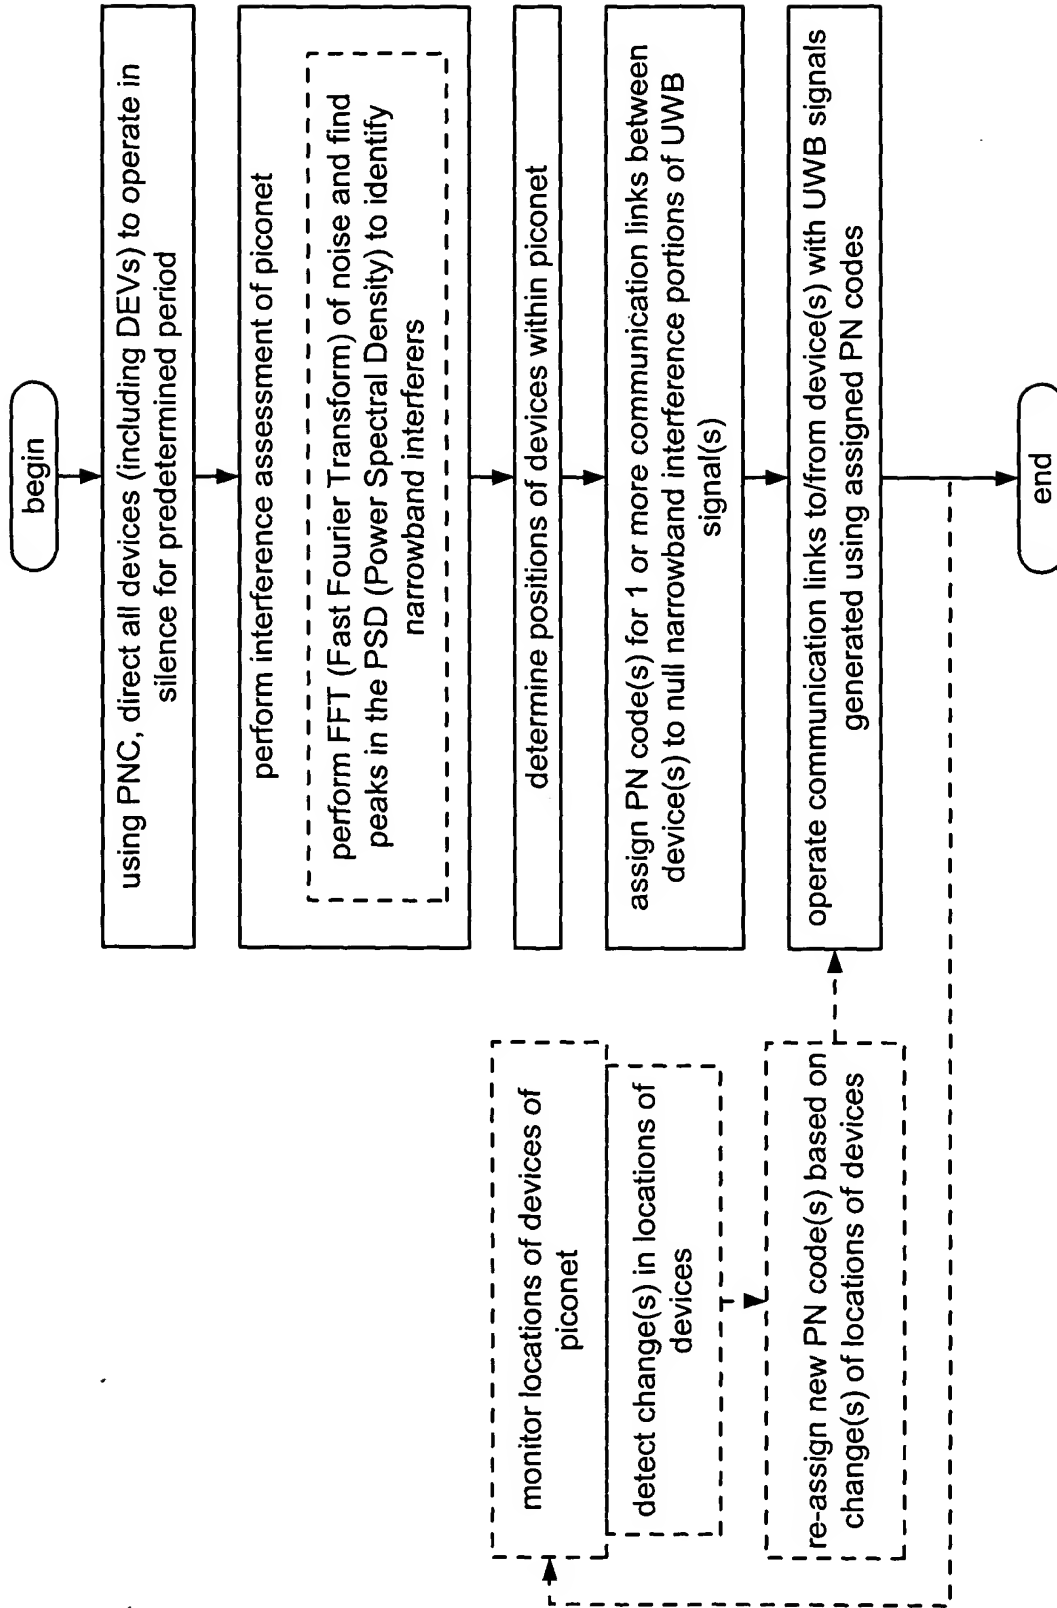 begin
using PNC, direct all devices (including DEVs) to operate in
silence for predetermined period
perform interference assessment of piconet
perform FFT (Fast Fourier Transform) of noise and find
peaks in the PSD (Power Spectral Density) to identify
narrowband interferers
determine positions of devices within piconet
assign PN code(s) for 1 or more communication links between
device(s) to null narrowband interference portions of UWB
signal(s)
operate communication links to/from device(s) with UWB signals
generated using assigned PN codes
end
monitor locations of devices of
piconet
detect change(s) in locations of
devices
re-assign new PN code(s) based on
change(s) of locations of devices